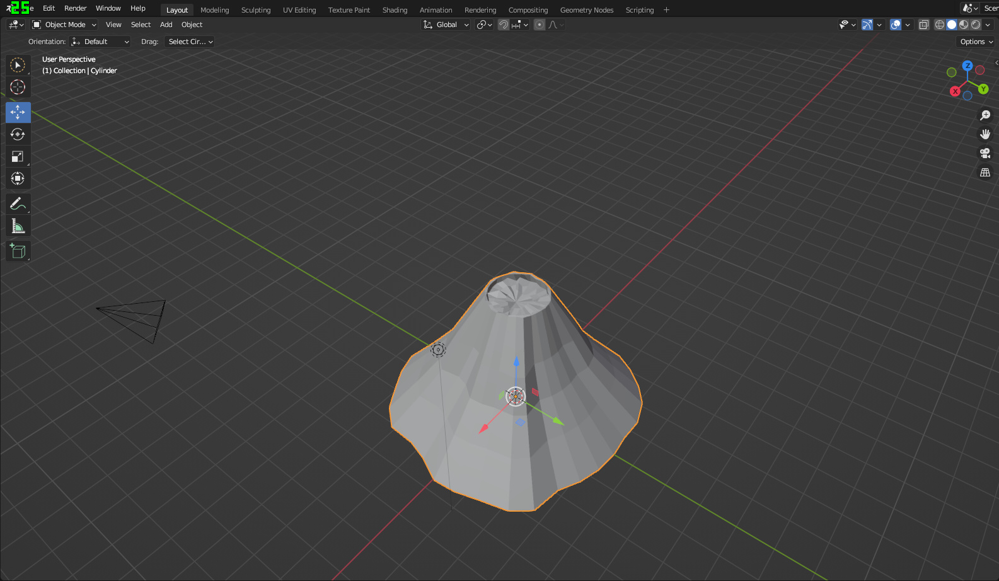 25
Edit Render Window Help Layout Modeling Sculpting UV Editing Texture Paint Shading Animation Rendering Compositing Geometry Nodes Scripting + Scer
Object Mode View Select Add Object Global
Orientation: Default Drag: Select Cir... Options
User Perspective
(1) Collection | Cylinder
Z
X
Y